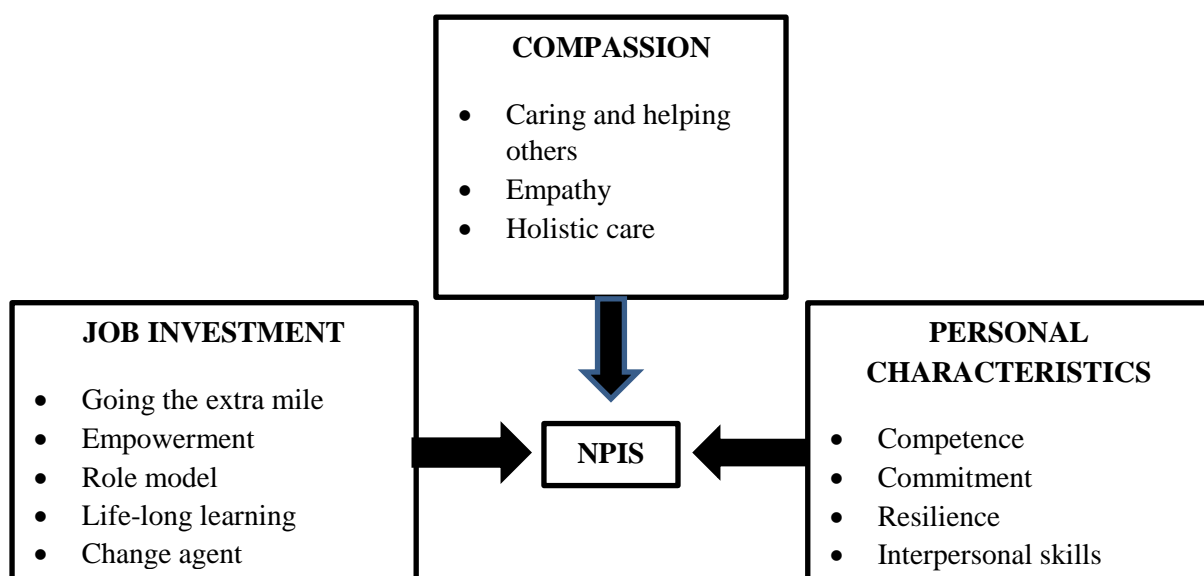 COMPASSION
• Caring and helping
others
• Empathy
• Holistic care
JOB INVESTMENT
• Going the extra mile
• Empowerment
• Role model
• Life-long learning
• Change agent
NPIS
PERSONAL
CHARACTERISTICS
• Competence
• Commitment
• Resilience
• Interpersonal skills